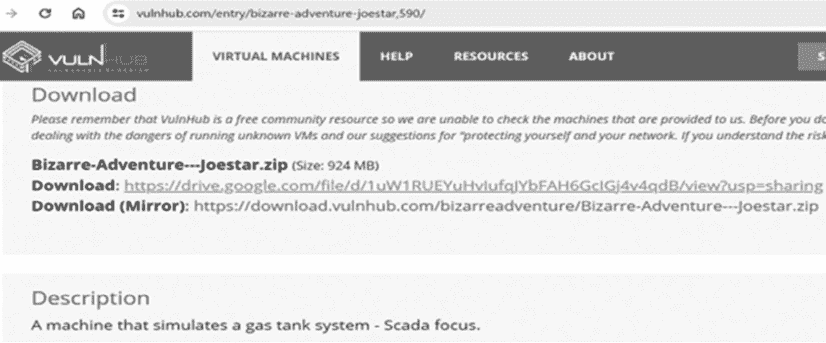 vulnhub.com/entry/bizarre-adventure-joestar,590/
VULNHUB VIRTUAL MACHINES HELP RESOURCES ABOUT S
Download
Please remember that VulnHub is a free community resource so we are unable to check the machines that are provided to us. Before you do
dealing with the dangers of running unknown VMs and our suggestions for "protecting yourself and your network. If you understand the risk
Bizarre-Adventure---Joestar.zip (Size: 924 MB)
Download: https://drive.google.com/file/d/1uW1RUEYuHvIufqJYbFAH6GcIGj4v4qdB/view?usp=sharing
Download (Mirror): https://download.vulnhub.com/bizarreadventure/Bizarre-Adventure---Joestar.zip
Description
A machine that simulates a gas tank system - Scada focus.